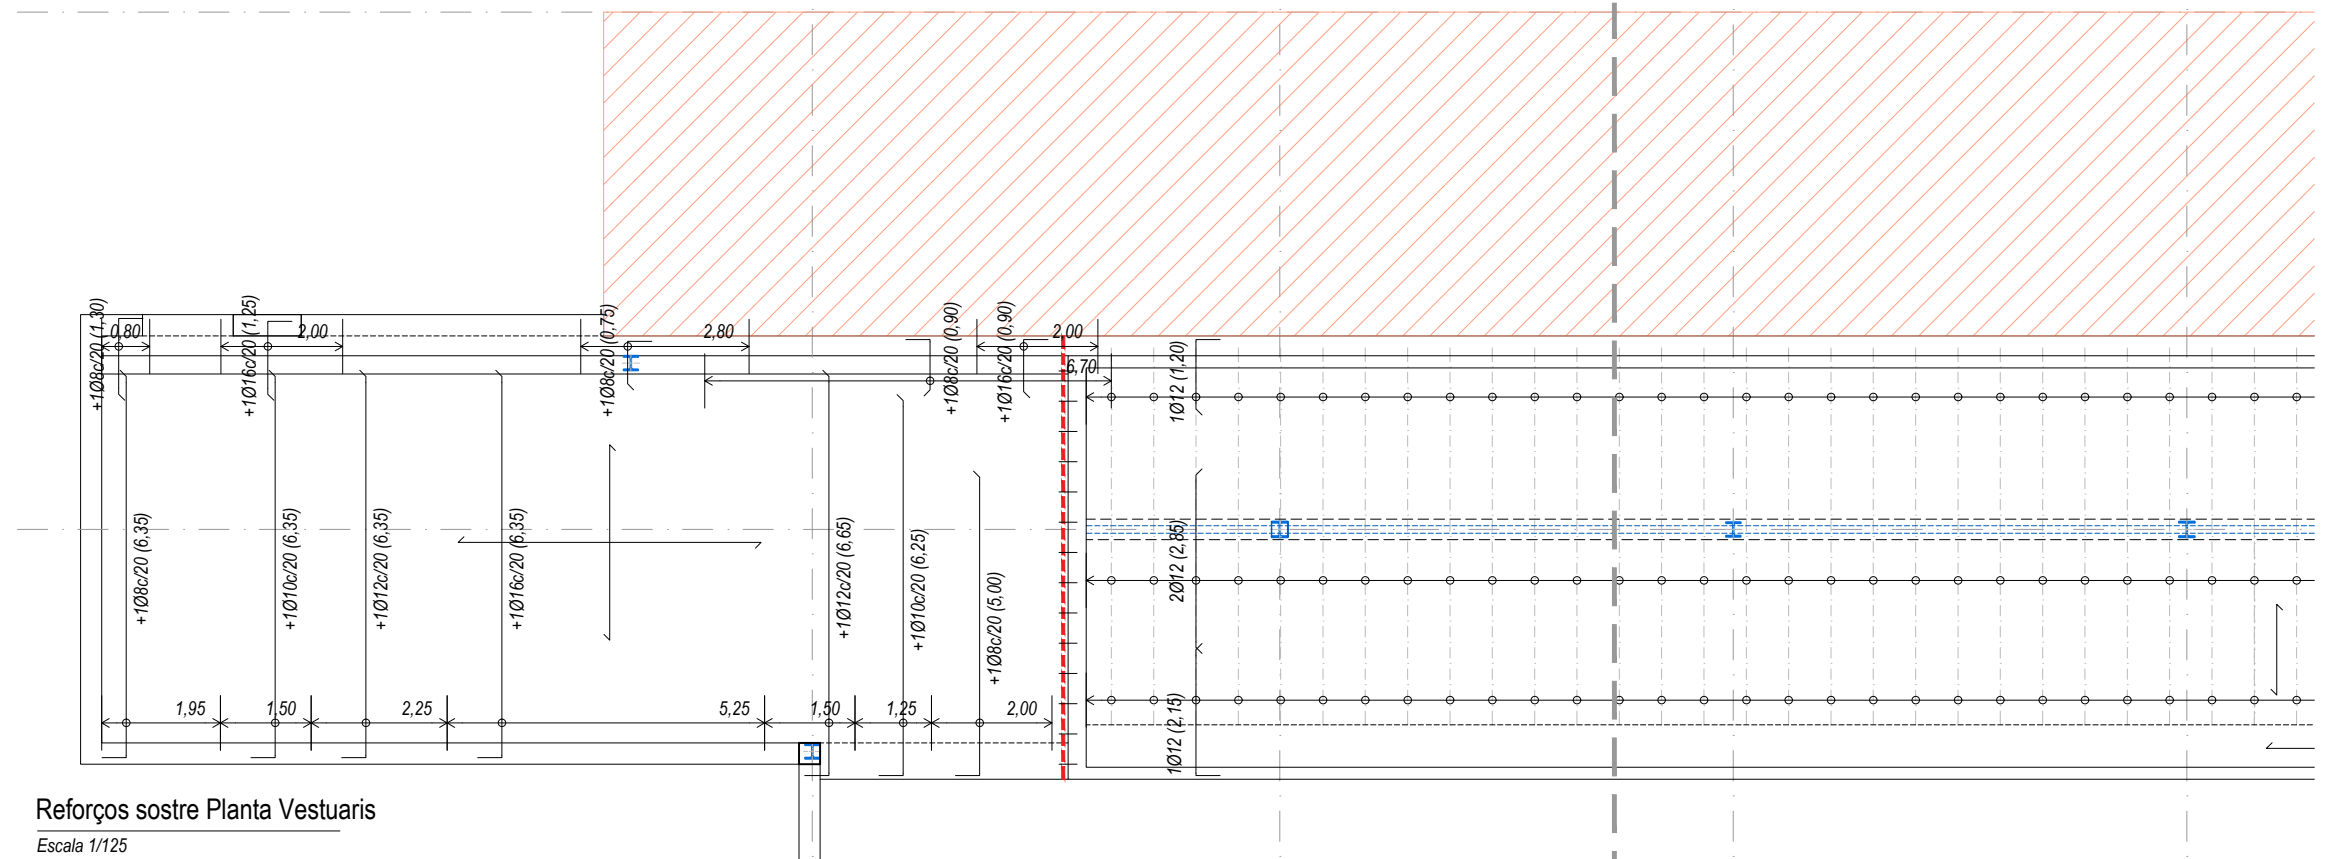 +1Ø8c/20 (1,30)
0,80
+1Ø16c/20 (1,25)
2,00
+1Ø8c/20 (0,75)
2,80
+1Ø8c/20 (0,90)
+1Ø16c/20 (0,90)
2,00
6,70
1Ø12 (1,20)
+1Ø8c/20 (6,35)
+1Ø10c/20 (6,35)
+1Ø12c/20 (6,35)
+1Ø16c/20 (6,35)
+1Ø12c/20 (6,65)
+1Ø10c/20 (6,25)
+1Ø8c/20 (5,00)
2Ø12 (2,85)
1,95
1,50
2,25
5,25
1,50
1,25
2,00
1Ø12 (2,15)
Reforços sostre Planta Vestuaris
Escala 1/125